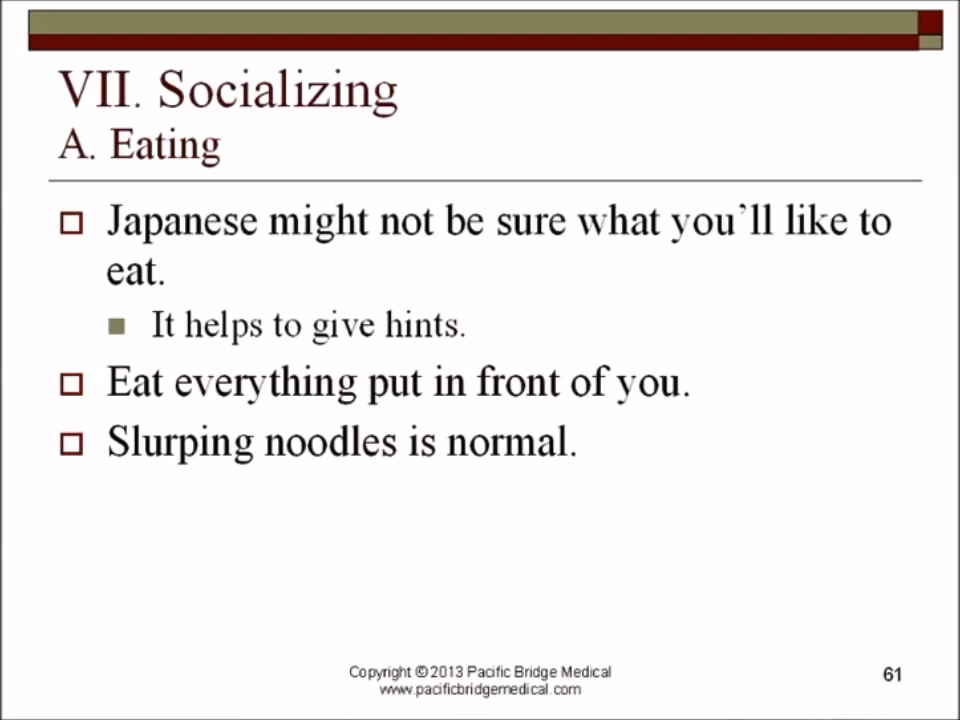 VII. Socializing
A. Eating
Japanese might not be sure what you’ll like to
eat.
It helps to give hints.
Eat everything put in front of you.
Slurping noodles is normal.
Copyright © 2013 Pacific Bridge Medical
www.pacificbridgemedical.com
61